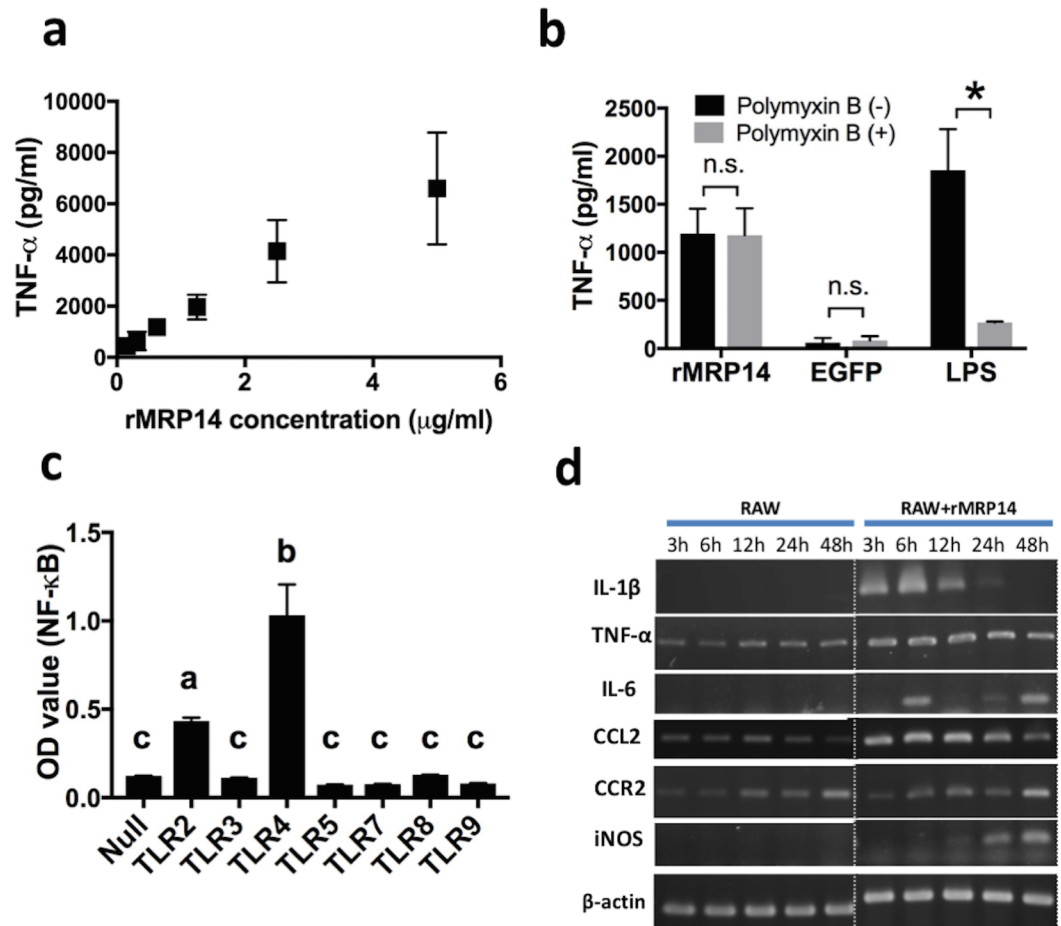 a
10000
8000
6000
4000
2000
0
TNF-α (pg/ml)
0 2 4 6
rMRP14 concentration (μg/ml)
b
2500
2000
1500
1000
500
0
TNF-α (pg/ml)
Polymyxin B (-)
Polymyxin B (+)
n.s.
n.s.
*
rMRP14 EGFP LPS
c
1.5
1.0
0.5
0.0
OD value (NF-κB)
c a c b c c c c
Null TLR2 TLR3 TLR4 TLR5 TLR7 TLR8 TLR9
d
RAW RAW+rMRP14
3h 6h 12h 24h 48h 3h 6h 12h 24h 48h
IL-1β
TNF-α
IL-6
CCL2
CCR2
iNOS
β-actin